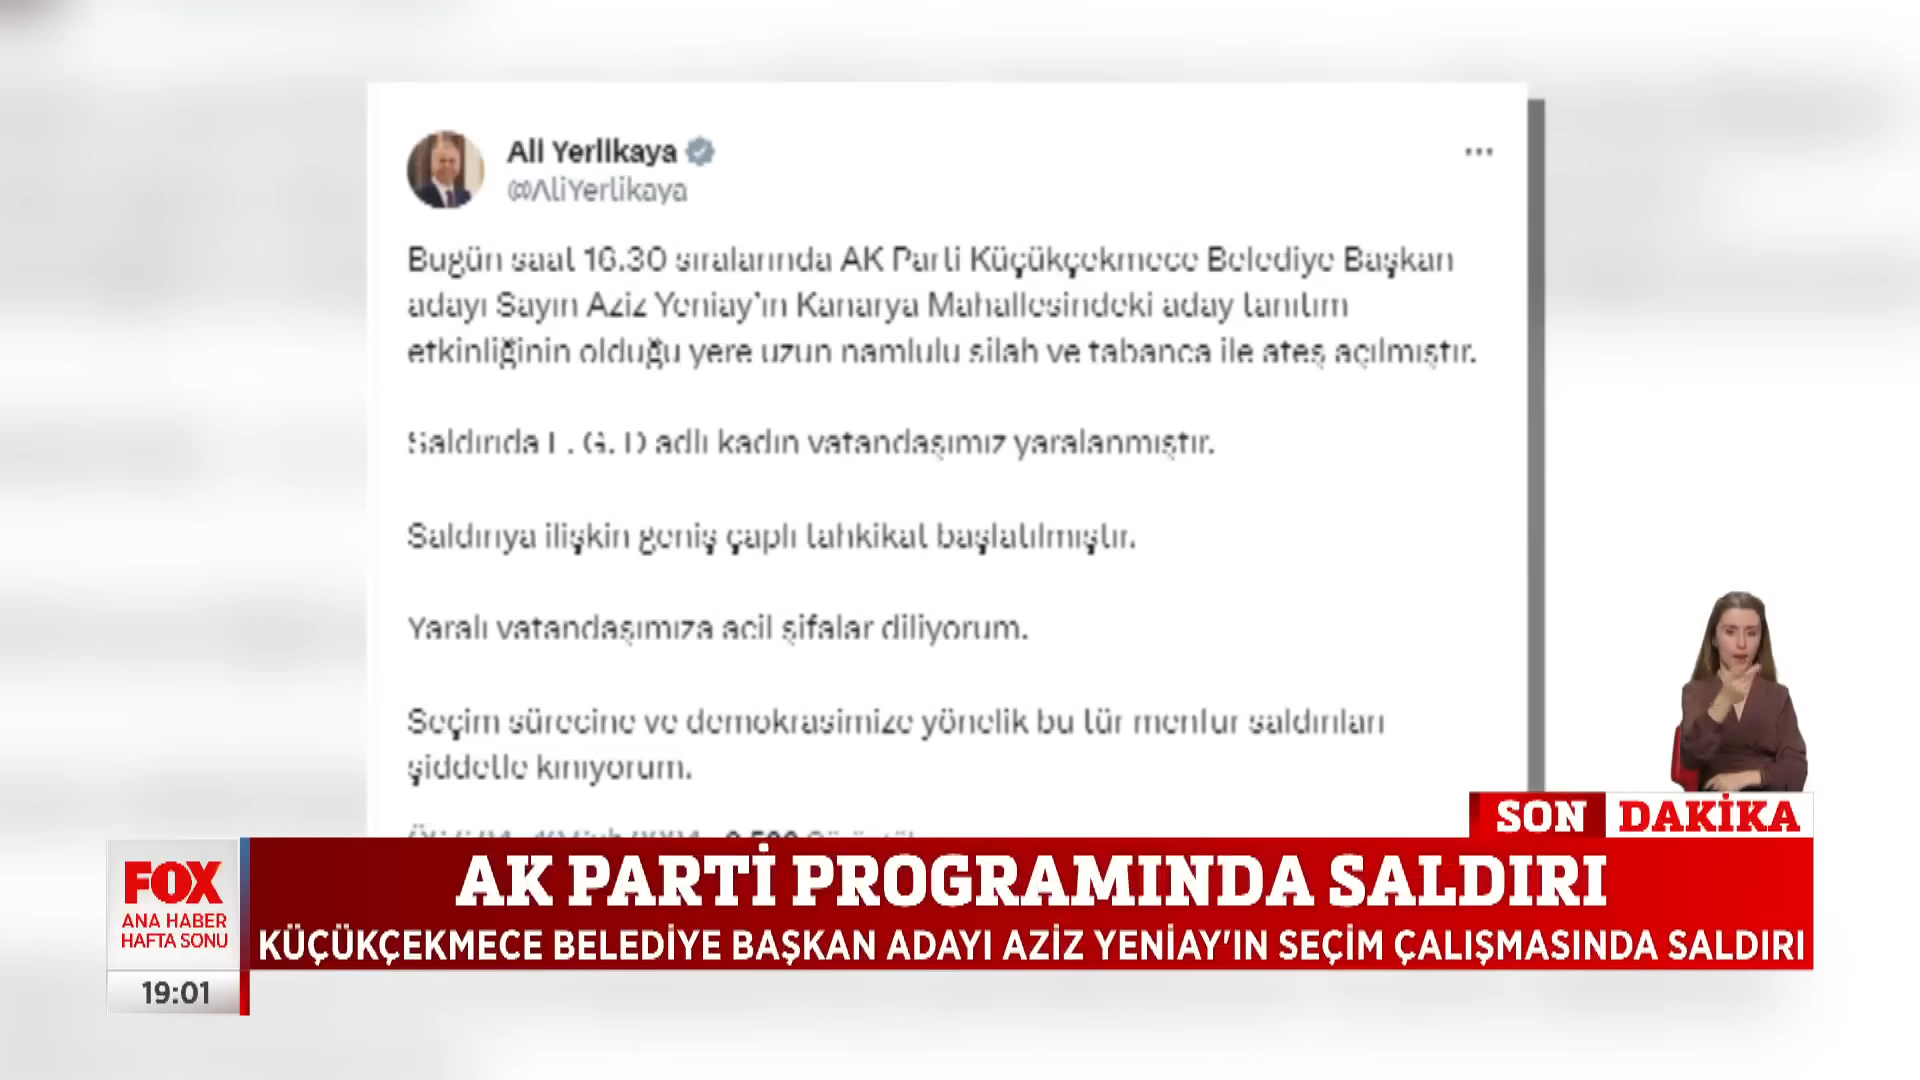 Ali Yerlikaya
@AliYerlikaya
Bugün saat 16.30 sıralarında AK Parti Küçükçekmece Belediye Başkan
adayı Sayın Aziz Yeniay'ın Kanarya Mahallesindeki aday tanıtım
etkinliğinin olduğu yere uzun namlulu silah ve tabanca ile ateş açılmıştır.
Saldırıda G. adlı kadın vatandaşımız yaralanmıştır.
Saldırıya ilişkin geniş çaplı tahkikat başlatılmıştır.
Yaralı vatandaşımıza acil şifalar diliyorum.
Seçim sürecine ve demokrasimize yönelik bu tür menfur saldırıları
şiddetle kınıyorum.
SON DAKİKA
FOX
ANA HABER
HAFTA SONU
19:01
AK PARTİ PROGRAMINDA SALDIRI
KÜÇÜKÇEKMECE BELEDİYE BAŞKAN ADAYI AZİZ YENİAY'IN SEÇİM ÇALIŞMASINDA SALDIRI